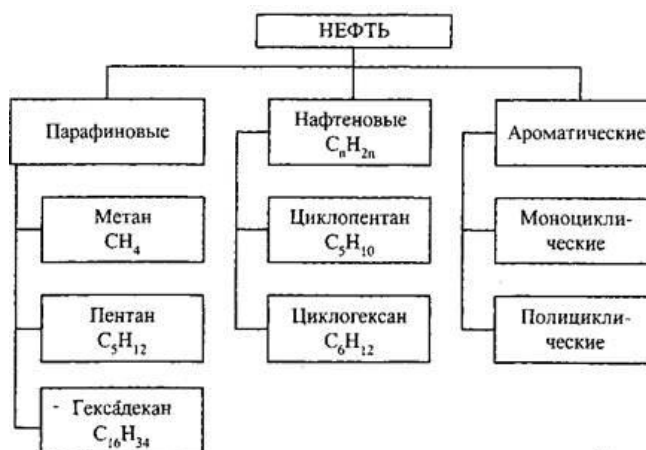 НЕФТЬ
Парафиновые
Метан
CH₄
Пентан
C₅H₁₂
Гексадекан
C₁₆H₃₄
Нафтеновые
CₙH₂ₙ
Циклопентан
C₅H₁₀
Циклогексан
C₆H₁₂
Ароматические
Моноцикли-
ческие
Полицикли-
ческие